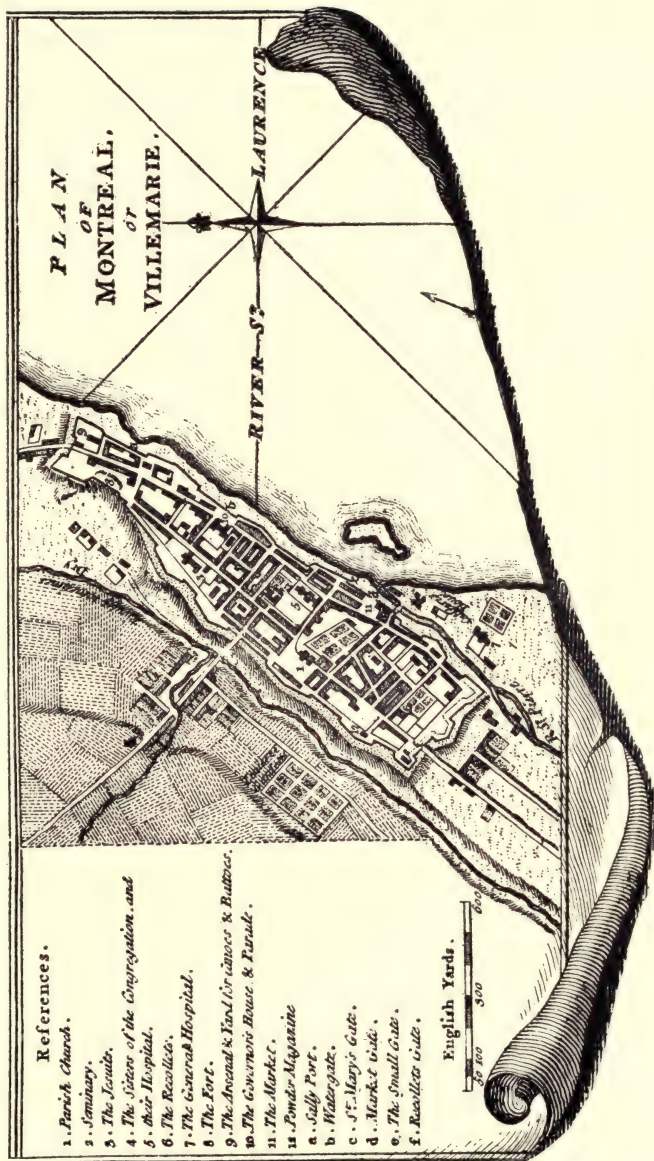 PLAN
OF
MONTREAL,
or
VILLEMARIE.
RIVER St. LAURENCE
References.
1. Parish Church.
2. Seminary.
3. The Jesuits.
4. The Sisters of the Congregation. and
5. their Hospital.
6. The Recollets.
7. The General Hospital.
8. The Fort.
9. The Arsenal & Yard for Canoes & Battoes.
10. The Governor's House & Parade.
11. The Market.
12. Powder Magazine
a. Sally Port.
b. Watergate.
c. St. Mary's Gate.
d. Market Gate.
e. The Small Gate.
f. Recollets Gate.
English Yards.
50 100 300 600
Dry
R. St. Pierre